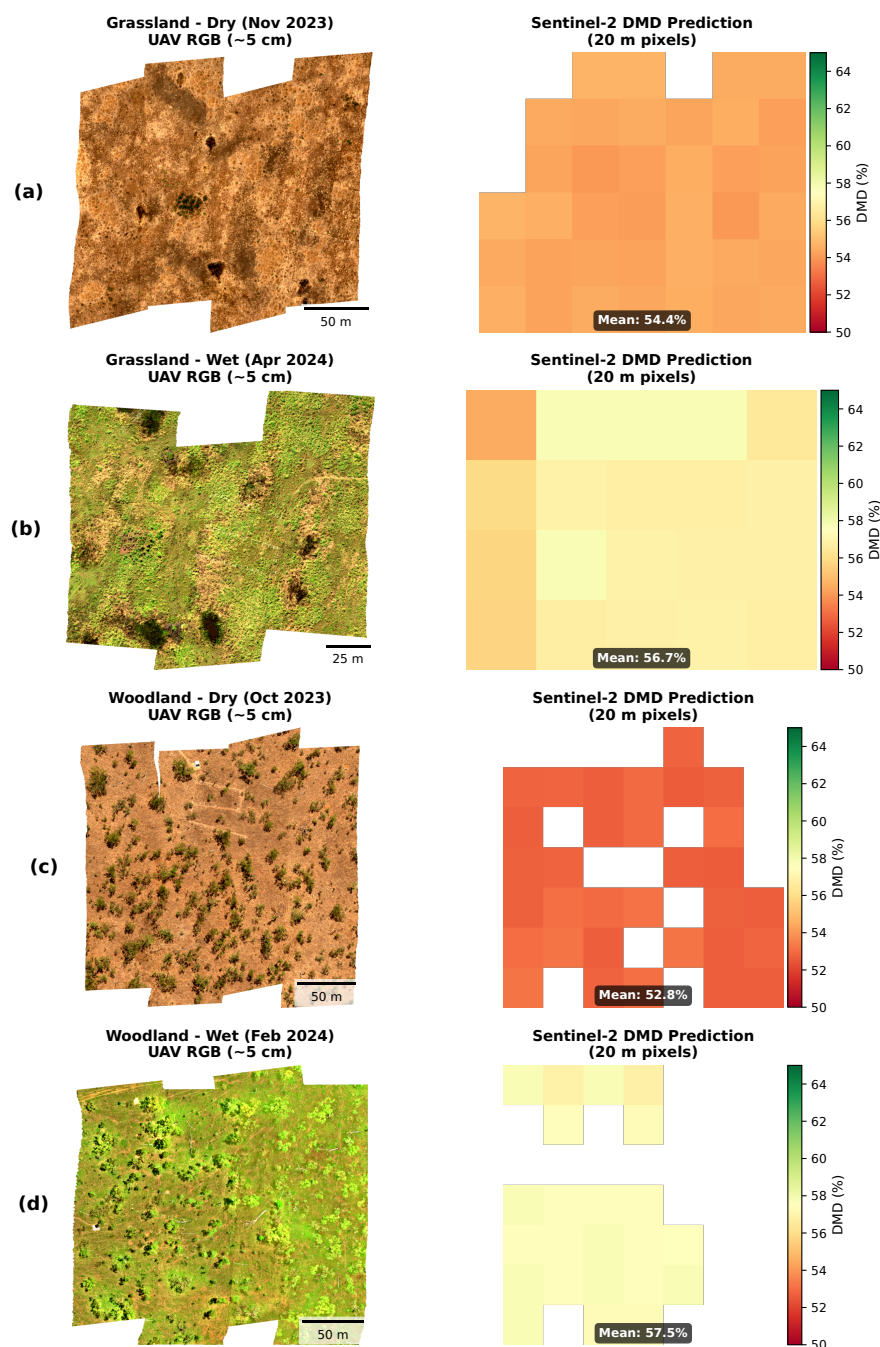 Grassland - Dry (Nov 2023)
UAV RGB (~5 cm)
Sentinel-2 DMD Prediction
(20 m pixels)
(a)
50 m
Mean: 54.4%
64
62
60
58
56
54
52
50
DMD (%)
Grassland - Wet (Apr 2024)
UAV RGB (~5 cm)
Sentinel-2 DMD Prediction
(20 m pixels)
(b)
25 m
Mean: 56.7%
64
62
60
58
56
54
52
50
DMD (%)
Woodland - Dry (Oct 2023)
UAV RGB (~5 cm)
Sentinel-2 DMD Prediction
(20 m pixels)
(c)
50 m
Mean: 52.8%
64
62
60
58
56
54
52
50
DMD (%)
Woodland - Wet (Feb 2024)
UAV RGB (~5 cm)
Sentinel-2 DMD Prediction
(20 m pixels)
(d)
50 m
Mean: 57.5%
64
62
60
58
56
54
52
50
DMD (%)